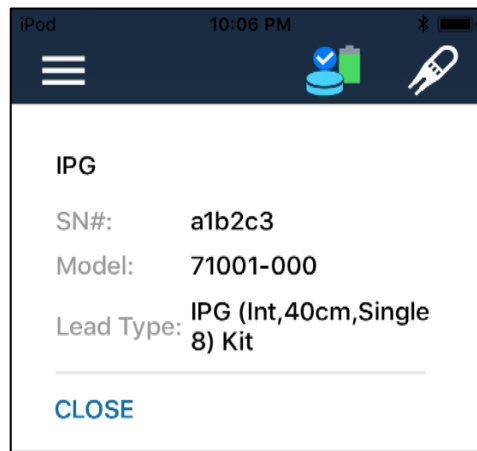 iPod 10:06 PM
IPG
SN#: a1b2c3
Model: 71001-000
Lead Type: IPG (Int,40cm,Single
8) Kit
CLOSE